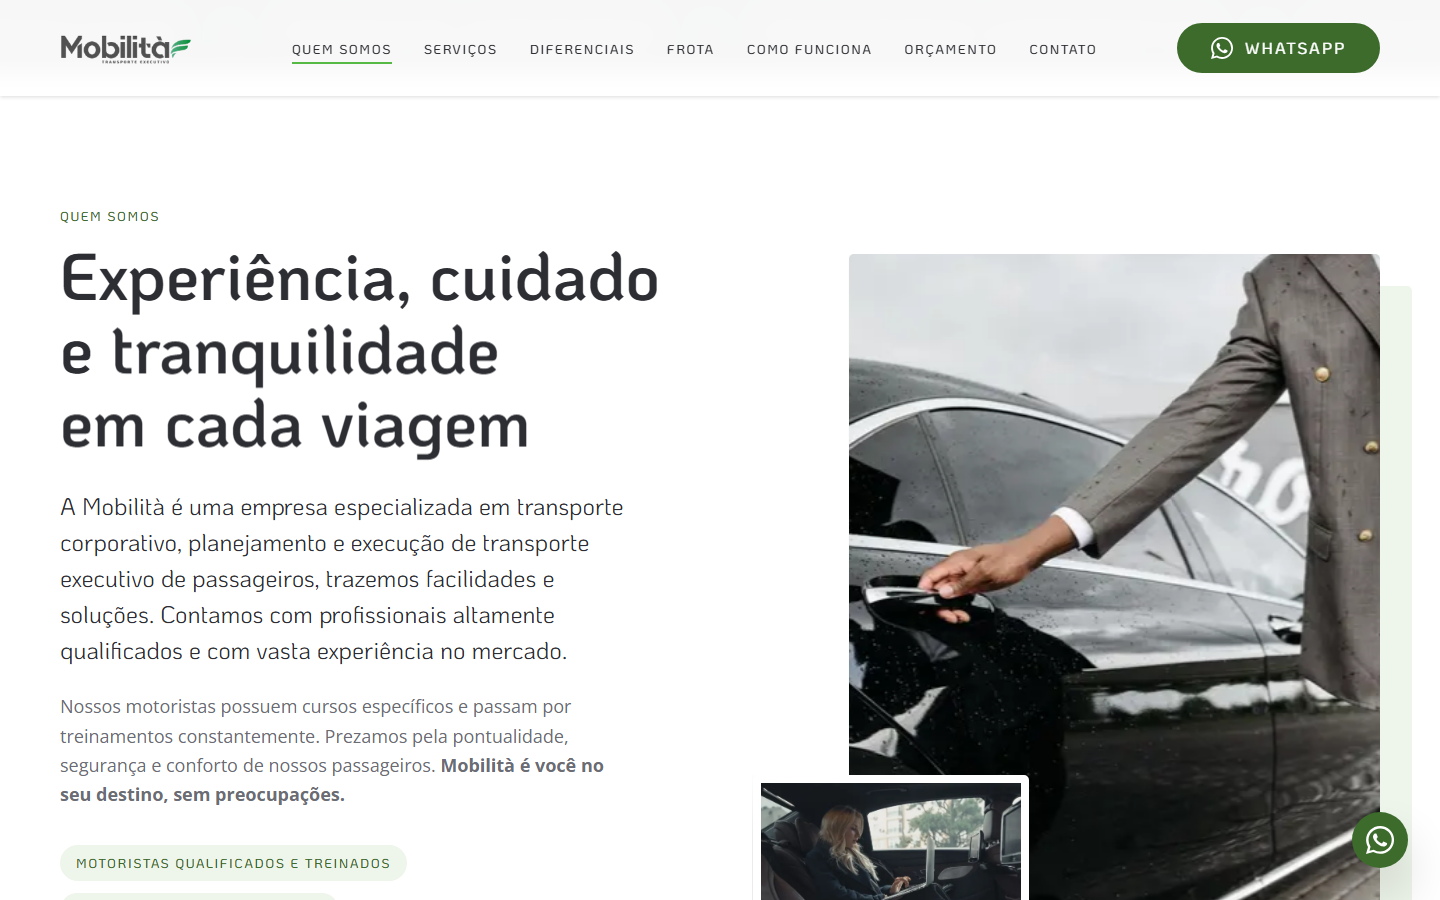 Mobilità
TRANSPORTE EXECUTIVO
QUEM SOMOS
SERVIÇOS
DIFERENCIAIS
FROTA
COMO FUNCIONA
ORÇAMENTO
CONTATO
WHATSAPP
QUEM SOMOS
Experiência, cuidado
e tranquilidade
em cada viagem
A Mobilità é uma empresa especializada em transporte
corporativo, planejamento e execução de transporte
executivo de passageiros, trazemos facilidades e
soluções. Contamos com profissionais altamente
qualificados e com vasta experiência no mercado.
Nossos motoristas possuem cursos específicos e passam por
treinamentos constantemente. Prezamos pela pontualidade,
segurança e conforto de nossos passageiros. Mobilità é você no
seu destino, sem preocupações.
MOTORISTAS QUALIFICADOS E TREINADOS